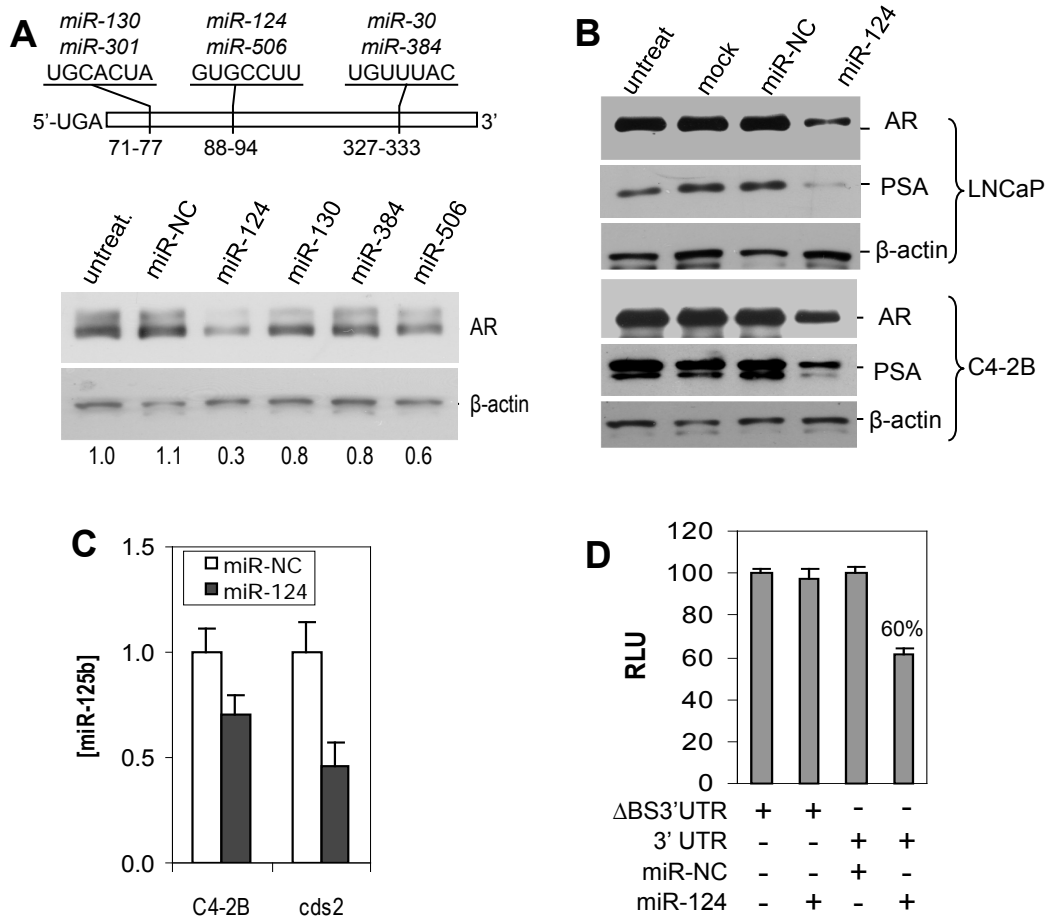 A
miR-130 miR-124 miR-30
miR-301 miR-506 miR-384
UGCACUA GUGCCUU UGUUUAC
5'-UGA 3'
71-77 88-94 327-333
untreat. miR-NC miR-124 miR-130 miR-384 miR-506
AR
β-actin
1.0 1.1 0.3 0.8 0.8 0.6
B
untreat mock miR-NC miR-124
AR
PSA
LNCaP
β-actin
AR
PSA
C4-2B
β-actin
C
[miR-125b]
1.5
1.0
0.5
0.0
miR-NC
miR-124
C4-2B cds2
D
RLU
120
100
80
60
40
20
0
60%
ΔBS3'UTR + + - -
3' UTR - - + +
miR-NC - - + -
miR-124 - + - +